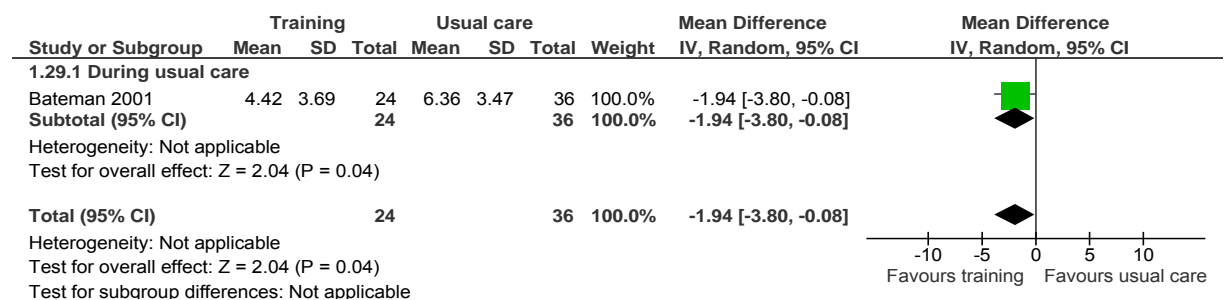 Training Usual care Mean Difference Mean Difference
Study or Subgroup Mean SD Total Mean SD Total Weight IV, Random, 95% CI IV, Random, 95% CI
1.29.1 During usual care
Bateman 2001 4.42 3.69 24 6.36 3.47 36 100.0% -1.94 [-3.80, -0.08]
Subtotal (95% CI) 24 36 100.0% -1.94 [-3.80, -0.08]
Heterogeneity: Not applicable
Test for overall effect: Z = 2.04 (P = 0.04)
Total (95% CI) 24 36 100.0% -1.94 [-3.80, -0.08]
Heterogeneity: Not applicable
Test for overall effect: Z = 2.04 (P = 0.04)
Test for subgroup differences: Not applicable
-10 -5 0 5 10
Favours training Favours usual care